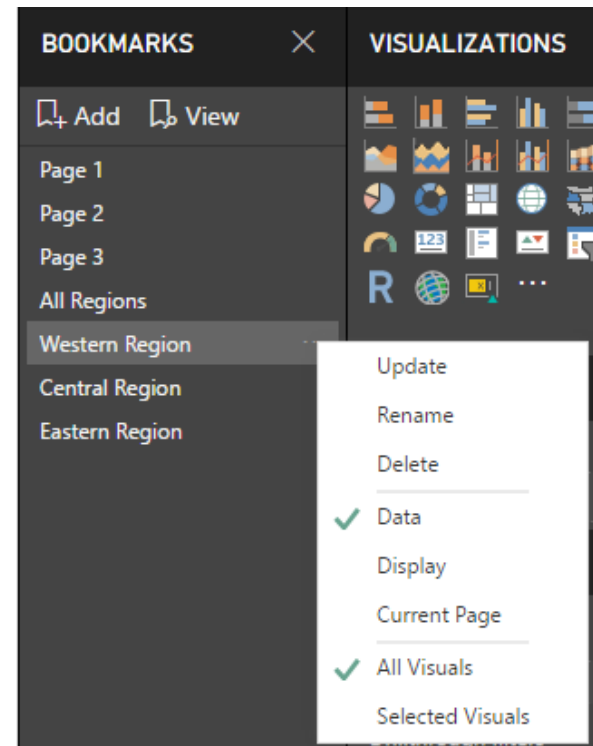 BOOKMARKS
VISUALIZATIONS
Add View
Page 1
Page 2
Page 3
All Regions
Western Region
Central Region
Eastern Region
123
R
Update
Rename
Delete
Data
Display
Current Page
All Visuals
Selected Visuals